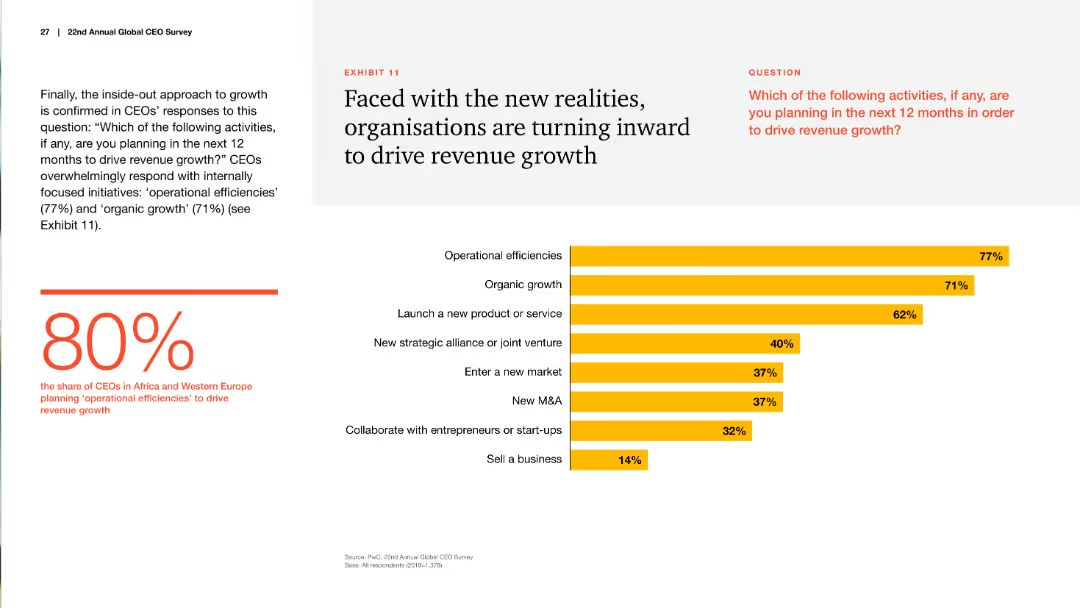 27 | 22nd Annual Global CEO Survey
Finally, the inside-out approach to growth
is confirmed in CEOs’ responses to this
question: “Which of the following activities,
if any, are you planning in the next 12
months to drive revenue growth?” CEOs
overwhelmingly respond with internally
focused initiatives: ‘operational efficiencies’
(77%) and ‘organic growth’ (71%) (see
Exhibit 11).
80%
the share of CEOs in Africa and Western Europe
planning ‘operational efficiencies’ to drive
revenue growth
EXHIBIT 11
Faced with the new realities,
organisations are turning inward
to drive revenue growth
QUESTION
Which of the following activities, if any, are
you planning in the next 12 months in order
to drive revenue growth?
Operational efficiencies 77%
Organic growth 71%
Launch a new product or service 62%
New strategic alliance or joint venture 40%
Enter a new market 37%
New M&A 37%
Collaborate with entrepreneurs or start-ups 32%
Sell a business 14%
Source: PwC, 22nd Annual Global CEO Survey
Base: All respondents (2019=1,378)